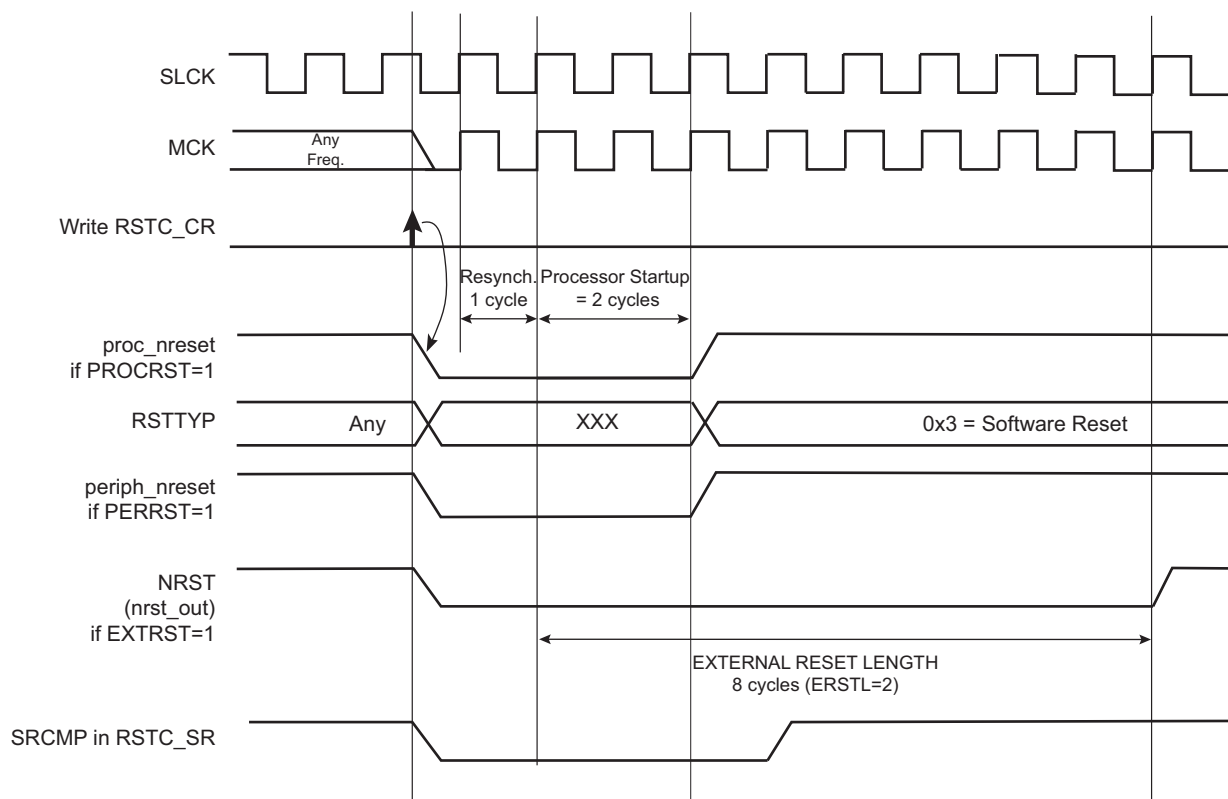 SLCK
MCK
Any
Freq.
Write RSTC_CR
Resynch.
1 cycle
Processor Startup
= 2 cycles
proc_nreset
if PROCRST=1
RSTTYP
Any
XXX
0x3 = Software Reset
periph_nreset
if PERRST=1
NRST
(nrst_out)
if EXTRST=1
EXTERNAL RESET LENGTH
8 cycles (ERSTL=2)
SRCMP in RSTC_SR